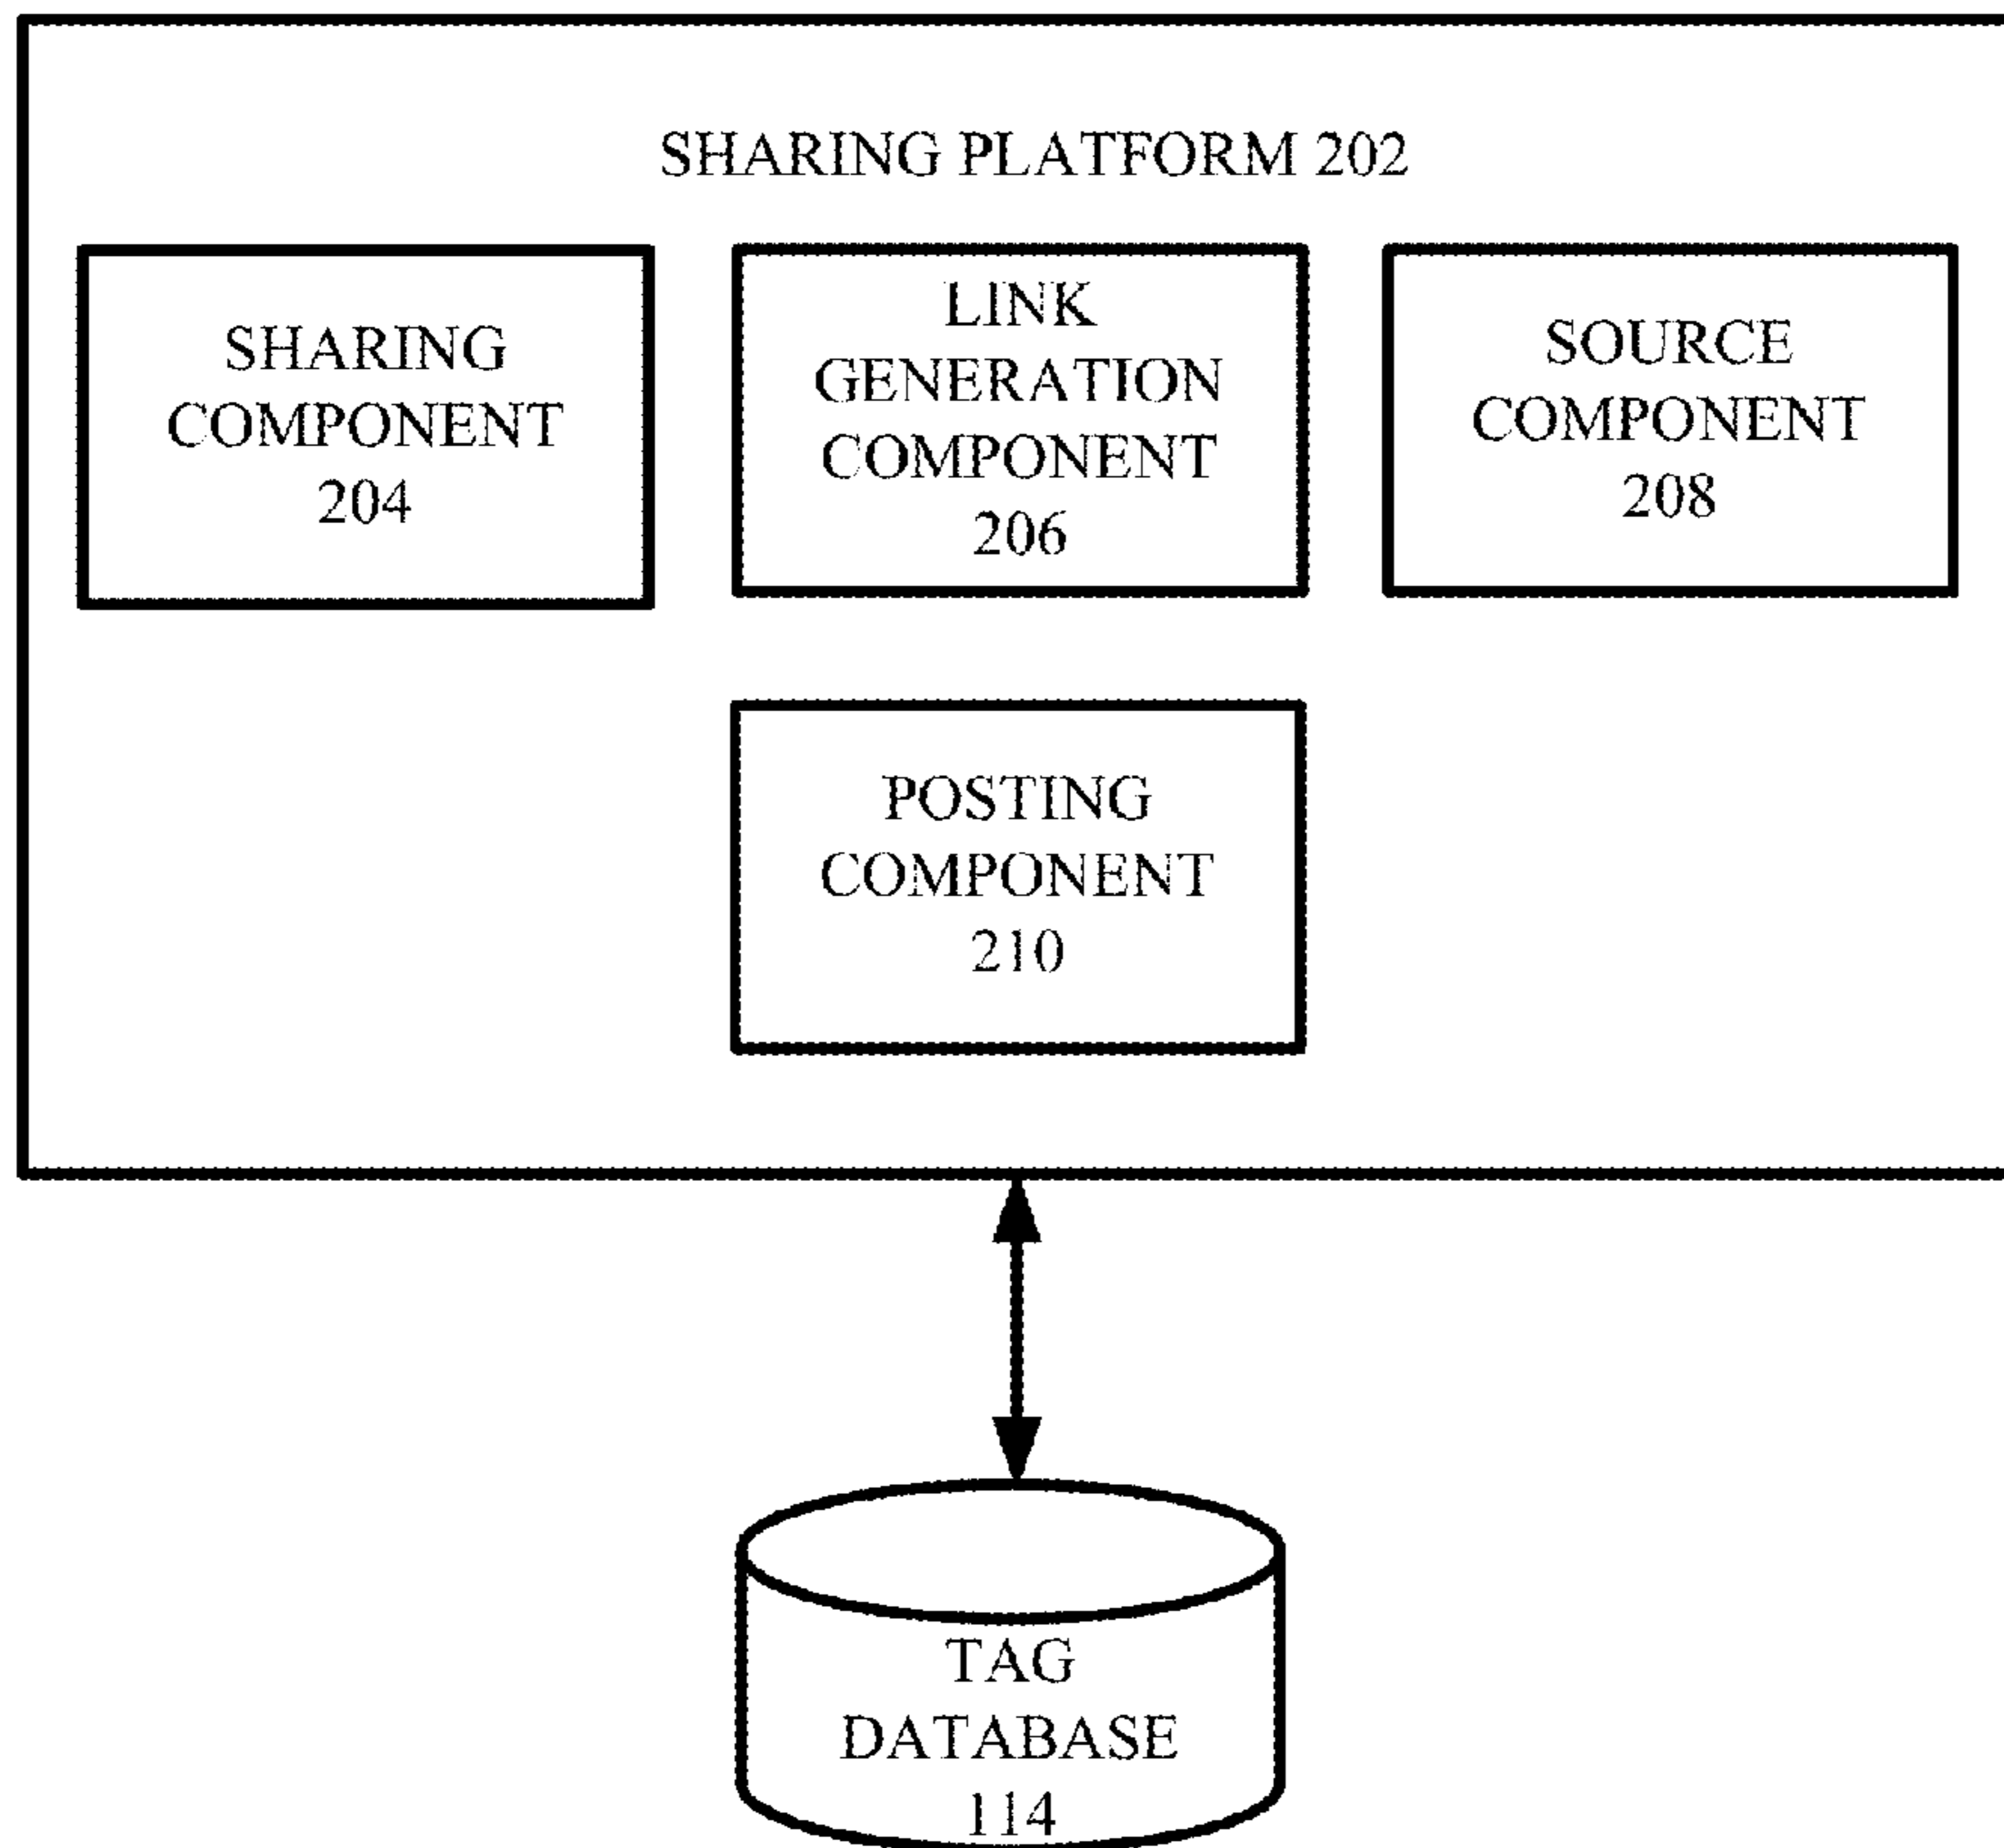 SHARING PLATFORM 202
SHARING
COMPONENT
204
LINK
GENERATION
COMPONENT
206
SOURCE
COMPONENT
208
POSTING
COMPONENT
210
TAG
DATABASE
114